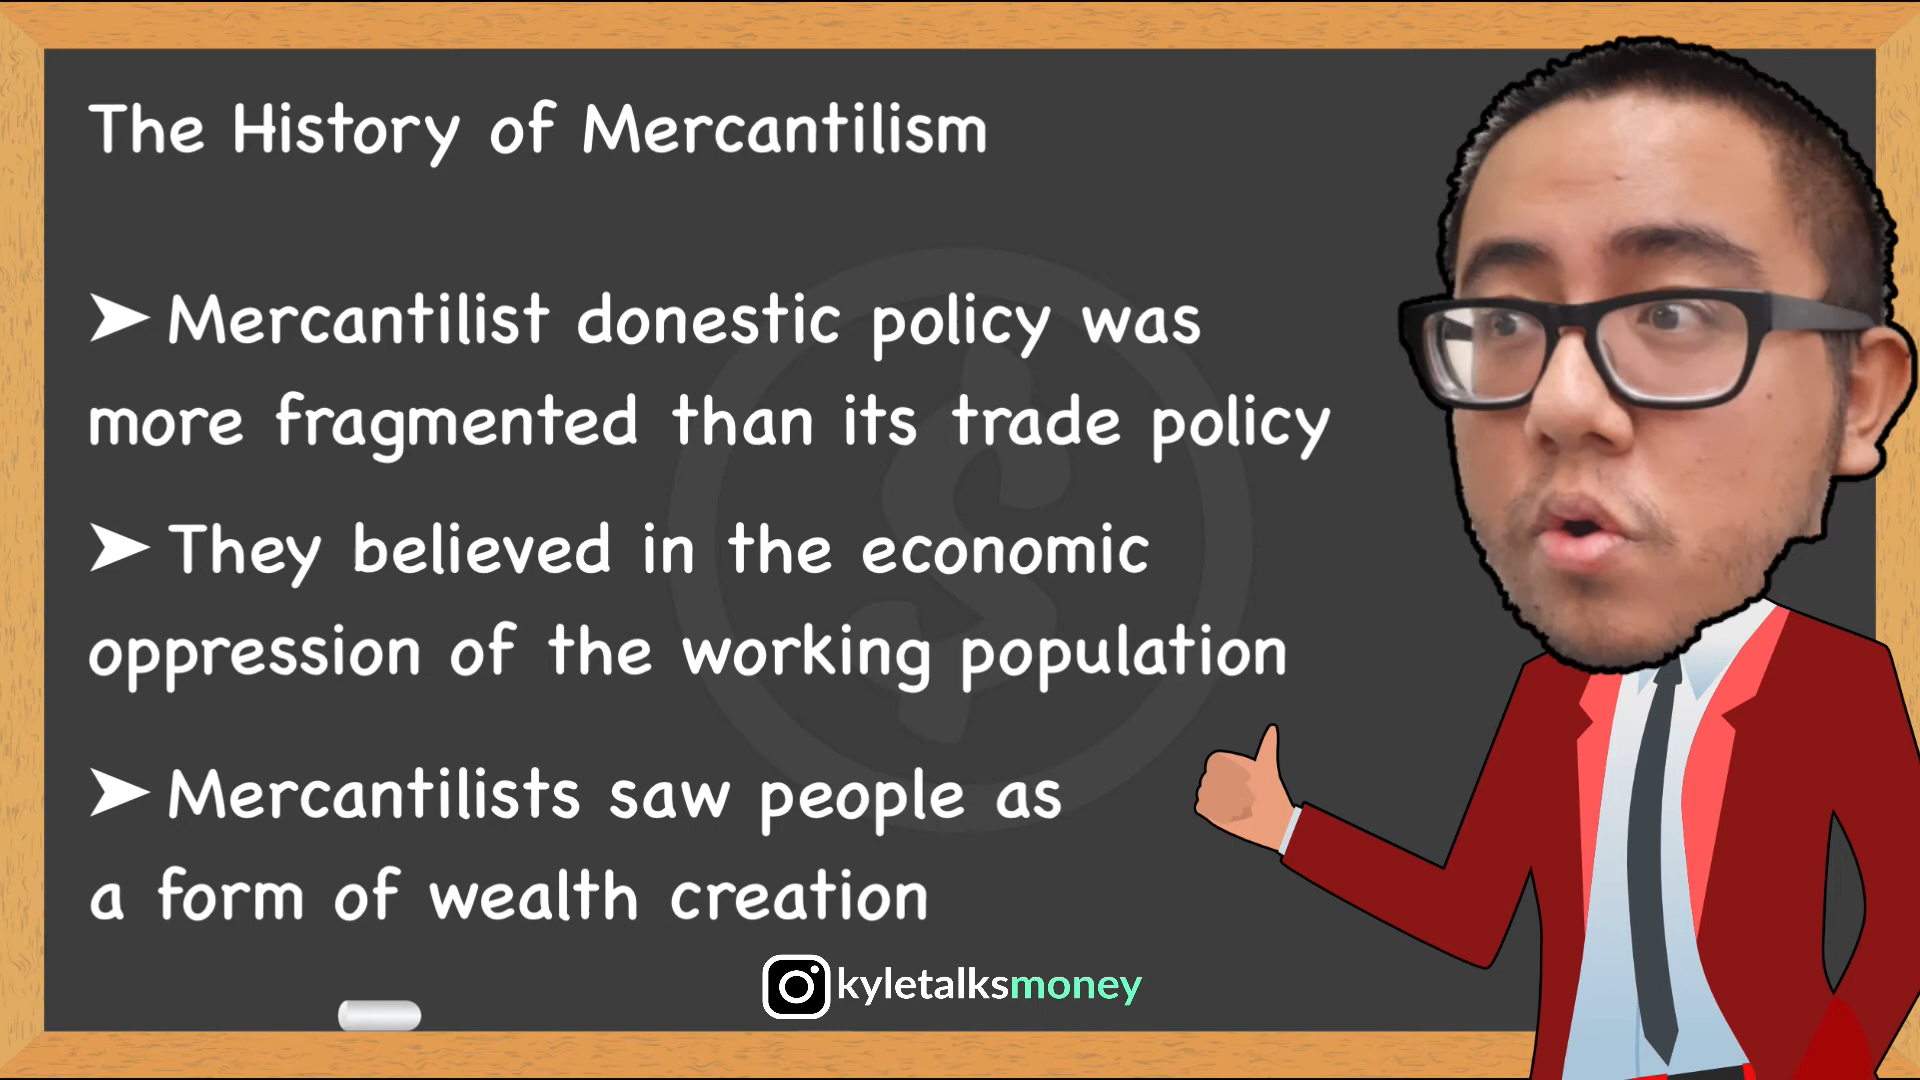 The History of Mercantilism
➤ Mercantilist donestic policy was
more fragmented than its trade policy
➤ They believed in the economic
oppression of the working population
➤ Mercantilists saw people as
a form of wealth creation
kyletalksmoney